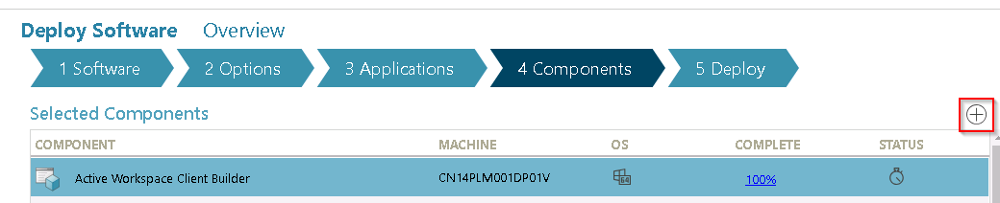 Deploy Software Overview
1 Software 2 Options 3 Applications 4 Components 5 Deploy
Selected Components
COMPONENT MACHINE OS COMPLETE STATUS
Active Workspace Client Builder CN14PLM001DP01V 64 100%